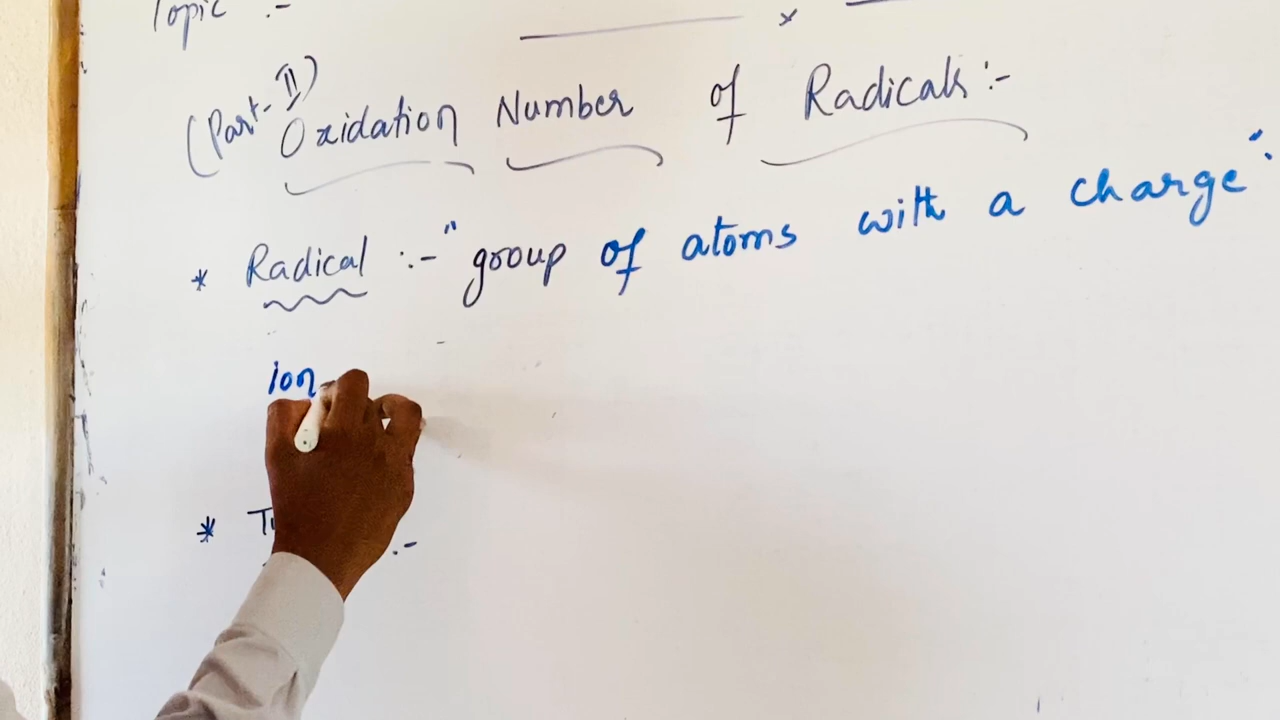 Topic :-
(Part-II)
Oxidation Number of Radicals :-
* Radical :- "group of atoms with a charge".
ion
* :-